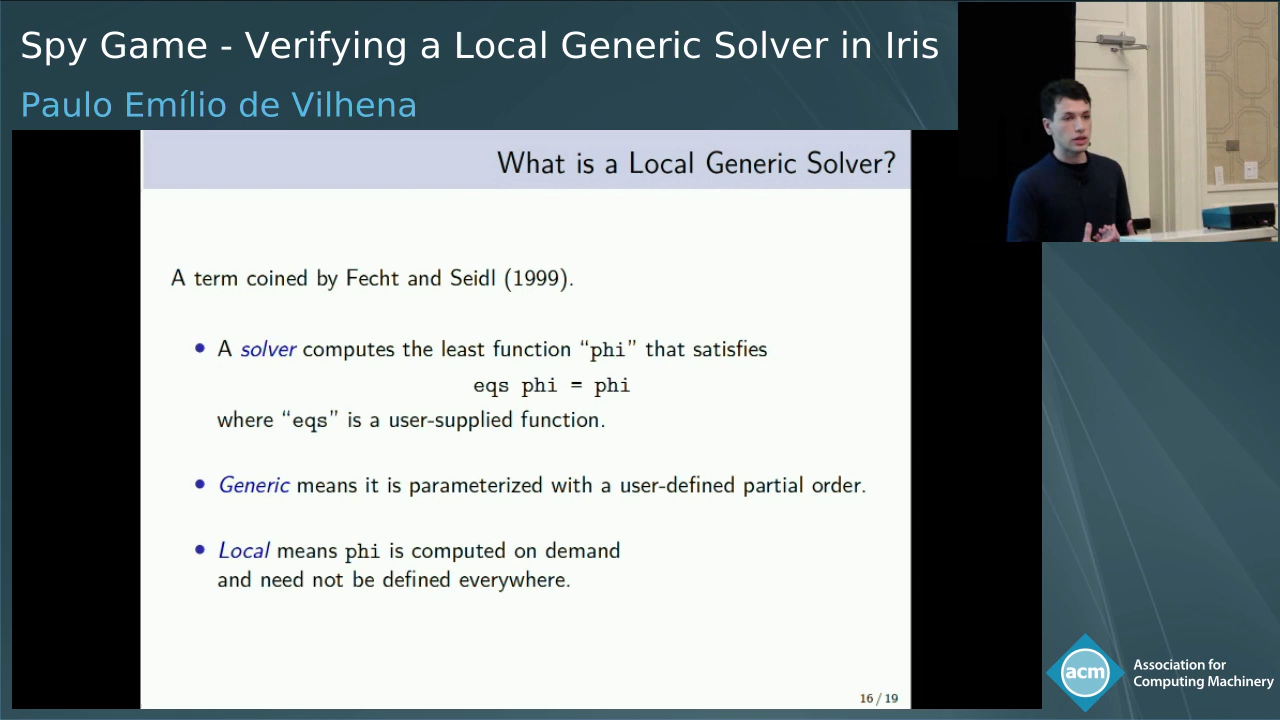 Spy Game - Verifying a Local Generic Solver in Iris
Paulo Emílio de Vilhena
What is a Local Generic Solver?
A term coined by Fecht and Seidl (1999).
• A solver computes the least function “phi” that satisfies
eqs phi = phi
where “eqs” is a user-supplied function.
• Generic means it is parameterized with a user-defined partial order.
• Local means phi is computed on demand
and need not be defined everywhere.
16 / 19
acm
Association for
Computing Machinery